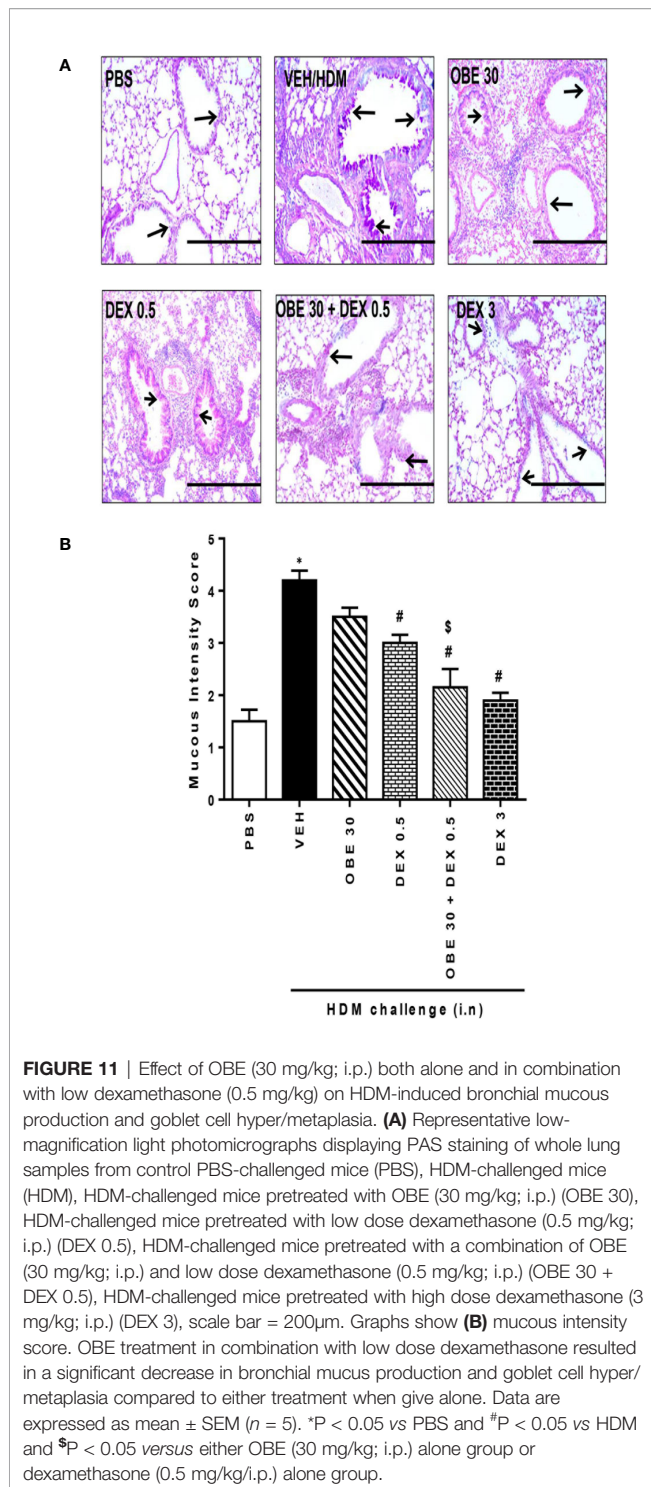 A
PBS
VEH/HDM
OBE 30
DEX 0.5
OBE 30 + DEX 0.5
DEX 3
B
Mucous Intensity Score
5
4
3
2
1
0
*
#
$
#
#
PBS
VEH
OBE 30
DEX 0.5
OBE 30 + DEX 0.5
DEX 3
HDM challenge (i.n)
FIGURE 11 | Effect of OBE (30 mg/kg; i.p.) both alone and in combination
with low dexamethasone (0.5 mg/kg) on HDM-induced bronchial mucous
production and goblet cell hyper/metaplasia. (A) Representative low-
magnification light photomicrographs displaying PAS staining of whole lung
samples from control PBS-challenged mice (PBS), HDM-challenged mice
(HDM), HDM-challenged mice pretreated with OBE (30 mg/kg; i.p.) (OBE 30),
HDM-challenged mice pretreated with low dose dexamethasone (0.5 mg/kg;
i.p.) (DEX 0.5), HDM-challenged mice pretreated with a combination of OBE
(30 mg/kg; i.p.) and low dose dexamethasone (0.5 mg/kg; i.p.) (OBE 30 +
DEX 0.5), HDM-challenged mice pretreated with high dose dexamethasone (3
mg/kg; i.p.) (DEX 3), scale bar = 200µm. Graphs show (B) mucous intensity
score. OBE treatment in combination with low dose dexamethasone resulted
in a significant decrease in bronchial mucus production and goblet cell hyper/
metaplasia compared to either treatment when give alone. Data are
expressed as mean ± SEM (n = 5). *P < 0.05 vs PBS and #P < 0.05 vs HDM
and $P < 0.05 versus either OBE (30 mg/kg; i.p.) alone group or
dexamethasone (0.5 mg/kg/i.p.) alone group.